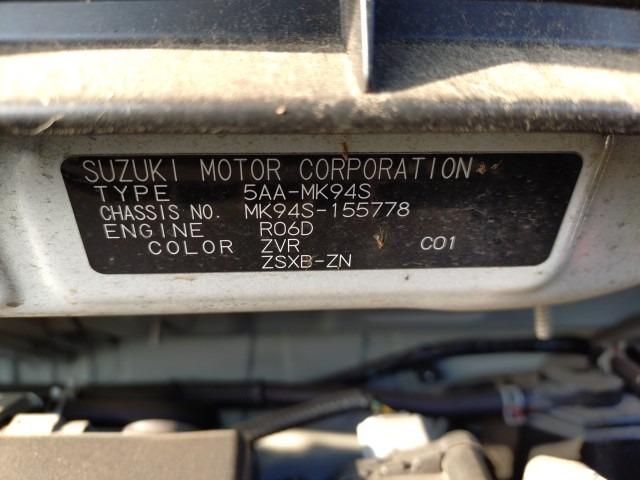 SUZUKI MOTOR CORPORATION
TYPE 5AA-MK94S
CHASSIS NO. MK94S-155778
ENGINE R06D
COLOR ZVR C01
ZSXB-ZN